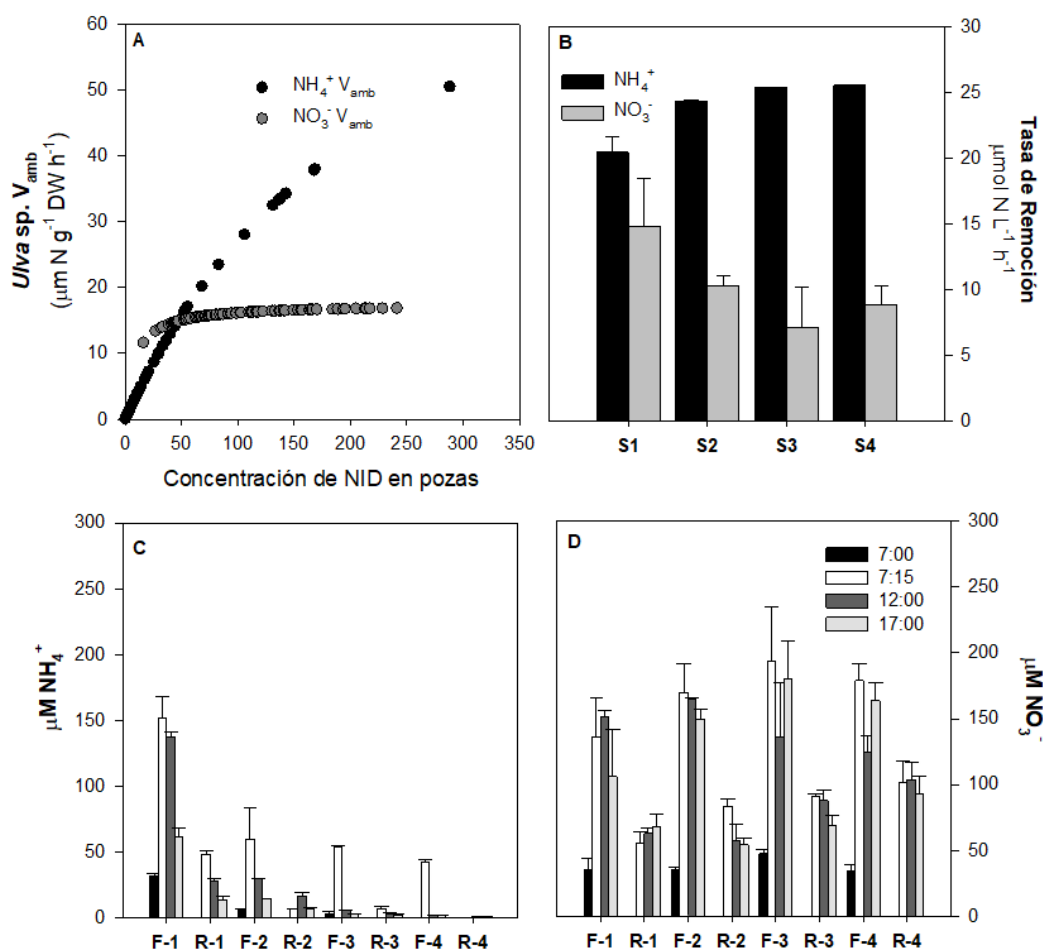 A
NH₄⁺ V_amb
NO₃⁻ V_amb
Ulva sp. V_amb
(μm N g⁻¹ DW h⁻¹)
60
50
40
30
20
10
0
0 50 100 150 200 250 300 350
Concentración de NID en pozas
B
NH₄⁺
NO₃⁻
30
25
20
15
10
5
0
Tasa de Remoción
μmol N L⁻¹ h⁻¹
S1 S2 S3 S4
C
μM NH₄⁺
300
250
200
150
100
50
0
F-1 R-1 F-2 R-2 F-3 R-3 F-4 R-4
D
7:00
7:15
12:00
17:00
300
250
200
150
100
50
0
μM NO₃⁻
F-1 R-1 F-2 R-2 F-3 R-3 F-4 R-4